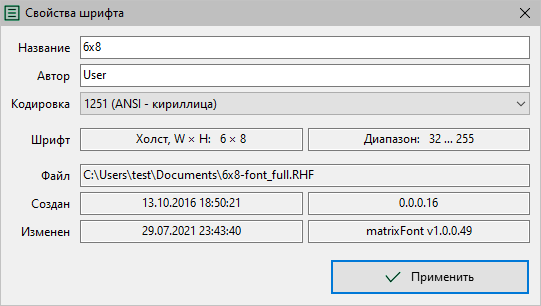 Свойства шрифта
Название 6x8
Автор User
Кодировка 1251 (ANSI - кириллица)
Шрифт Холст, W × H: 6 × 8 Диапазон: 32 ... 255
Файл C:\Users\test\Documents\6x8-font_full.RHF
Создан 13.10.2016 18:50:21 0.0.0.16
Изменен 29.07.2021 23:43:40 matrixFont v1.0.0.49
Применить